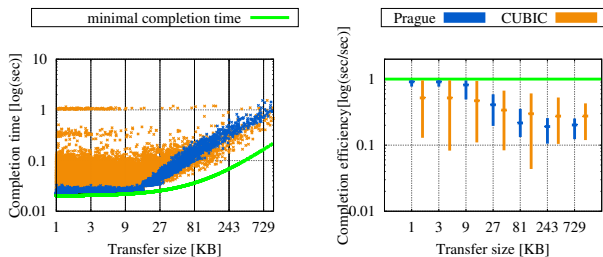 minimal completion time
Prague CUBIC
Completion time [log(sec)]
10
1
0.1
0.01
1 3 9 27 81 243 729
Transfer size [KB]
Completion efficiency[log(sec/sec)
1
0.1
0.01
1 3 9 27 81 243 729
Transfer size [KB]